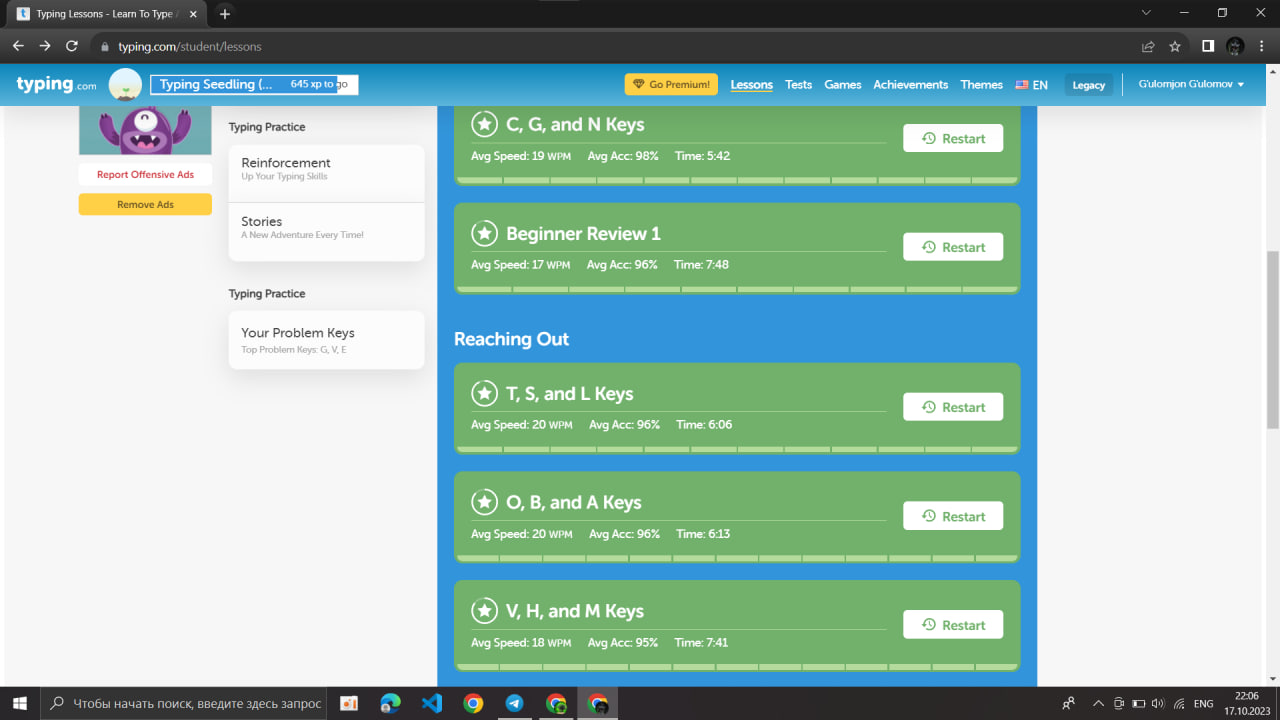 Typing Lessons - Learn To Type
typing.com/student/lessons
typing.com
Typing Seedling (... 645 xp to go
Go Premium!
Lessons
Tests
Games
Achievements
Themes
EN
Legacy
G'ulomjon G'ulomov
Report Offensive Ads
Remove Ads
Typing Practice
Reinforcement
Up Your Typing Skills
Stories
A New Adventure Every Time!
Typing Practice
Your Problem Keys
Top Problem Keys: G, V, E
C, G, and N Keys
Avg Speed: 19 WPM Avg Acc: 98% Time: 5:42
Restart
Beginner Review 1
Avg Speed: 17 WPM Avg Acc: 96% Time: 7:48
Restart
Reaching Out
T, S, and L Keys
Avg Speed: 20 WPM Avg Acc: 96% Time: 6:06
Restart
O, B, and A Keys
Avg Speed: 20 WPM Avg Acc: 96% Time: 6:13
Restart
V, H, and M Keys
Avg Speed: 18 WPM Avg Acc: 95% Time: 7:41
Restart
Чтобы начать поиск, введите здесь запрос
ENG
22:06
17.10.2023